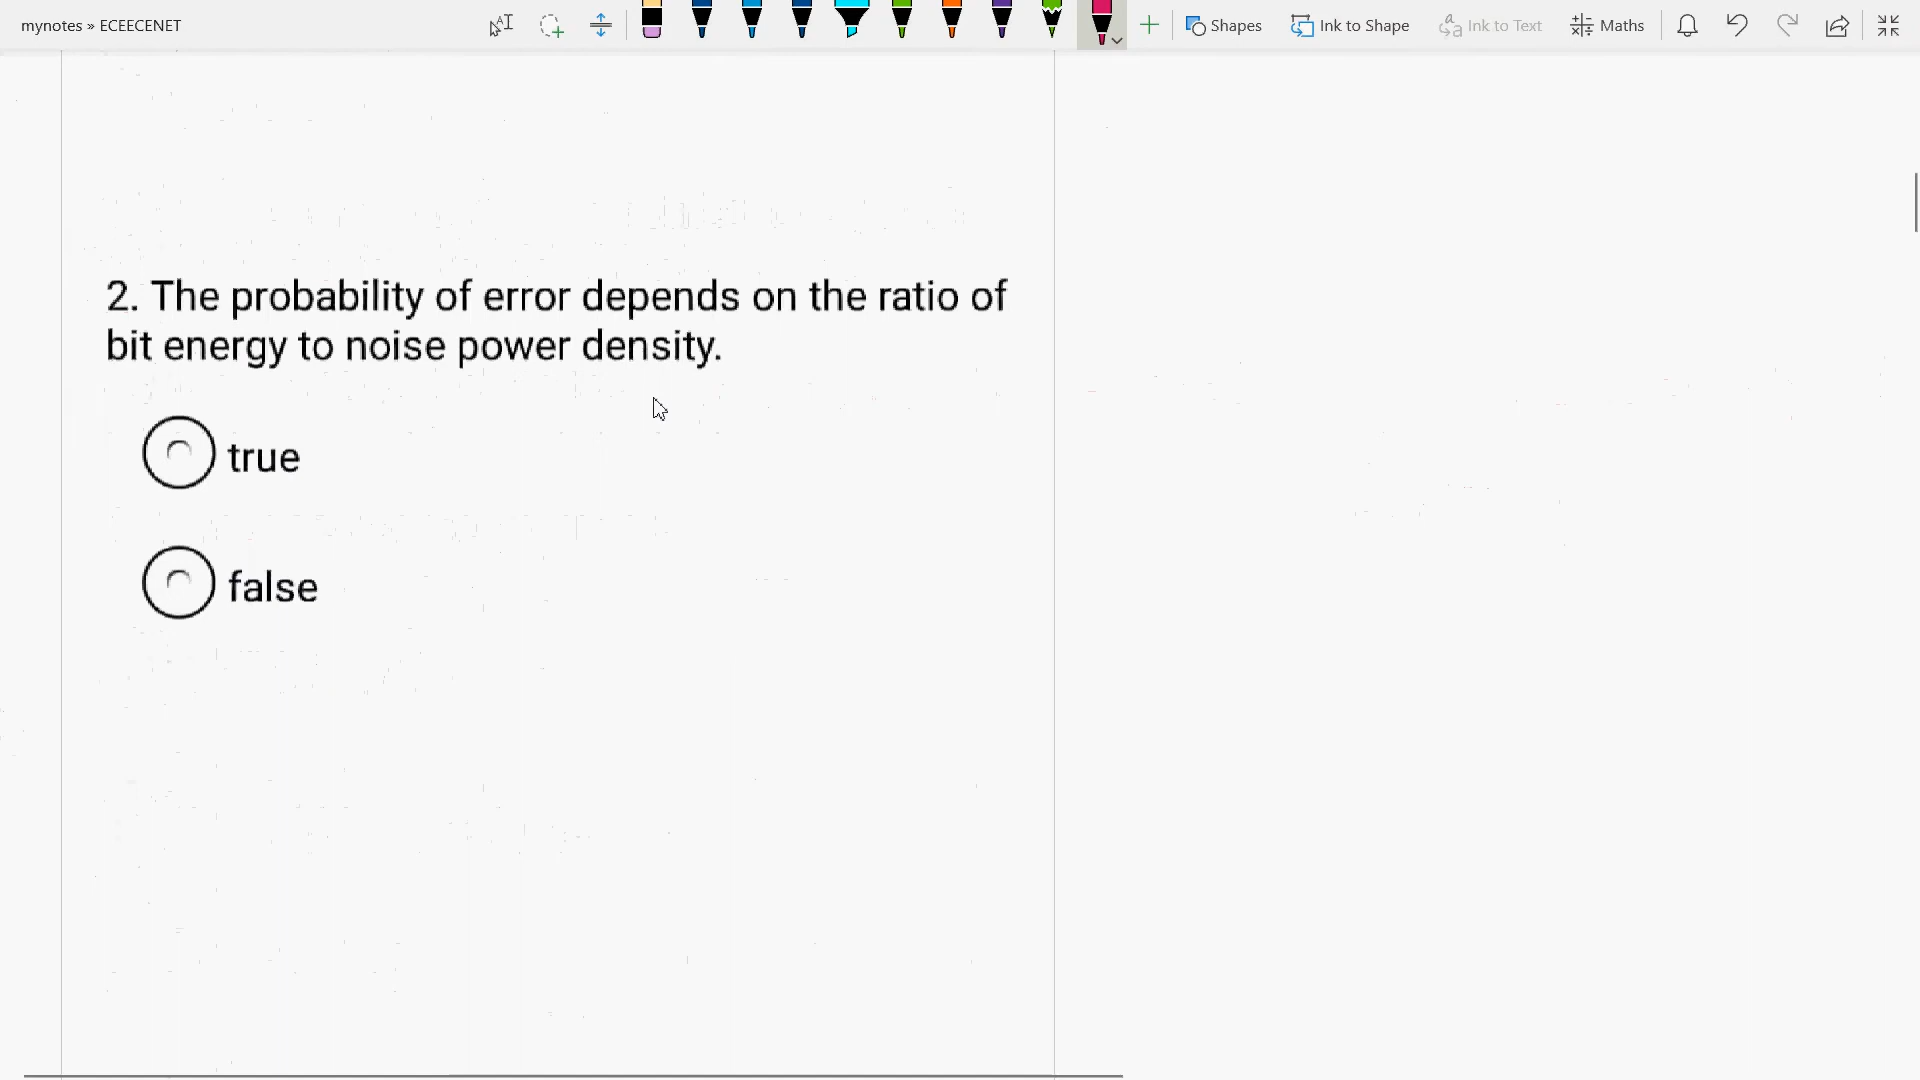 mynotes » ECEECENET
Shapes
Ink to Shape
Ink to Text
Maths
2. The probability of error depends on the ratio of
bit energy to noise power density.
true
false